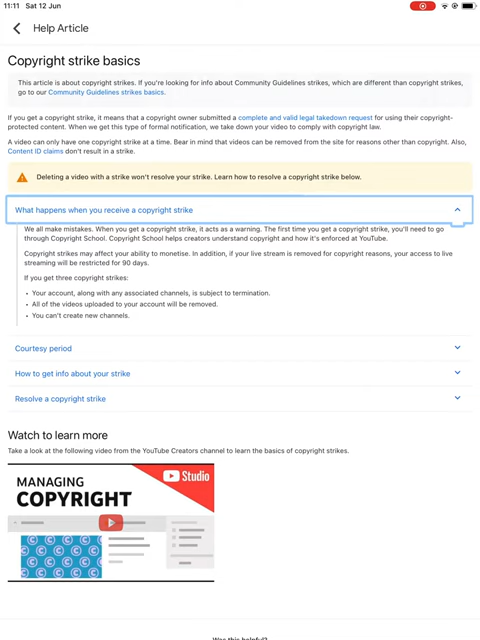 11:11 Sat 12 Jun
Help Article
Copyright strike basics
This article is about copyright strikes. If you're looking for info about Community Guidelines strikes, which are different than copyright strikes,
go to our Community Guidelines strikes basics.
If you get a copyright strike, it means that a copyright owner submitted a complete and valid legal takedown request for using their copyright-
protected content. When we get this type of formal notification, we take down your video to comply with copyright law.
A video can only have one copyright strike at a time. Bear in mind that videos can be removed from the site for reasons other than copyright. Also,
Content ID claims don't result in a strike.
Deleting a video with a strike won't resolve your strike. Learn how to resolve a copyright strike below.
What happens when you receive a copyright strike
We all make mistakes. When you get a copyright strike, it acts as a warning. The first time you get a copyright strike, you'll need to go
through Copyright School. Copyright School helps creators understand copyright and how it's enforced at YouTube.
Copyright strikes may affect your ability to monetise. In addition, if your live stream is removed for copyright reasons, your access to live
streaming will be restricted for 90 days.
If you get three copyright strikes:
• Your account, along with any associated channels, is subject to termination.
• All of the videos uploaded to your account will be removed.
• You can't create new channels.
Courtesy period
How to get info about your strike
Resolve a copyright strike
Watch to learn more
Take a look at the following video from the YouTube Creators channel to learn the basics of copyright strikes.
Studio
MANAGING
COPYRIGHT
Was this helpful?